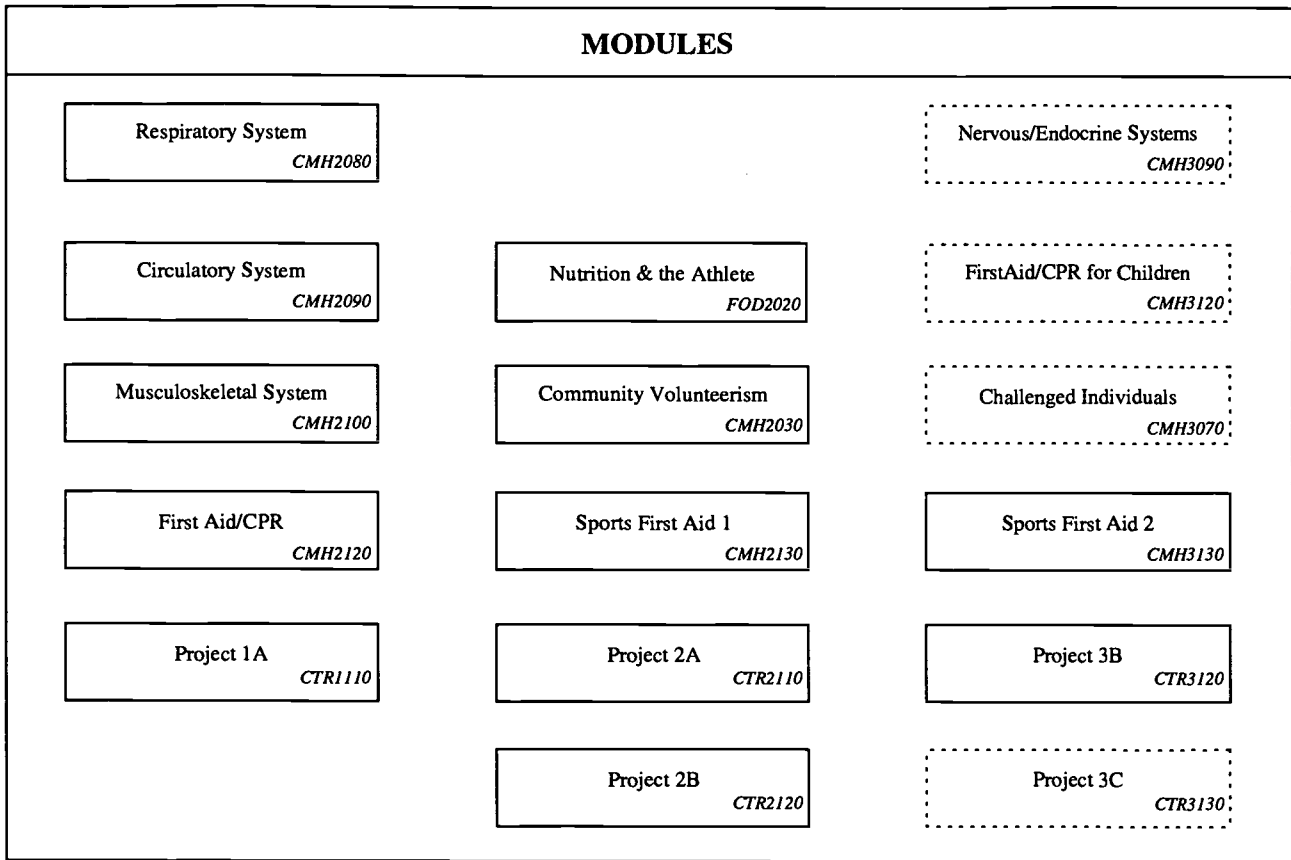 MODULES
Respiratory System
CMH2080
Nervous/Endocrine Systems
CMH3090
Circulatory System
CMH2090
Nutrition & the Athlete
FOD2020
FirstAid/CPR for Children
CMH3120
Musculoskeletal System
CMH2100
Community Volunteerism
CMH2030
Challenged Individuals
CMH3070
First Aid/CPR
CMH2120
Sports First Aid 1
CMH2130
Sports First Aid 2
CMH3130
Project 1A
CTR1110
Project 2A
CTR2110
Project 3B
CTR3120
Project 2B
CTR2120
Project 3C
CTR3130